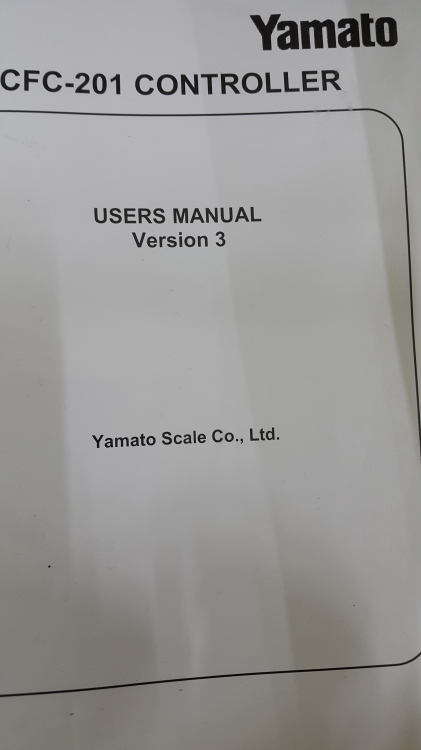 Yamato
CFC-201 CONTROLLER
USERS MANUAL
Version 3
Yamato Scale Co., Ltd.